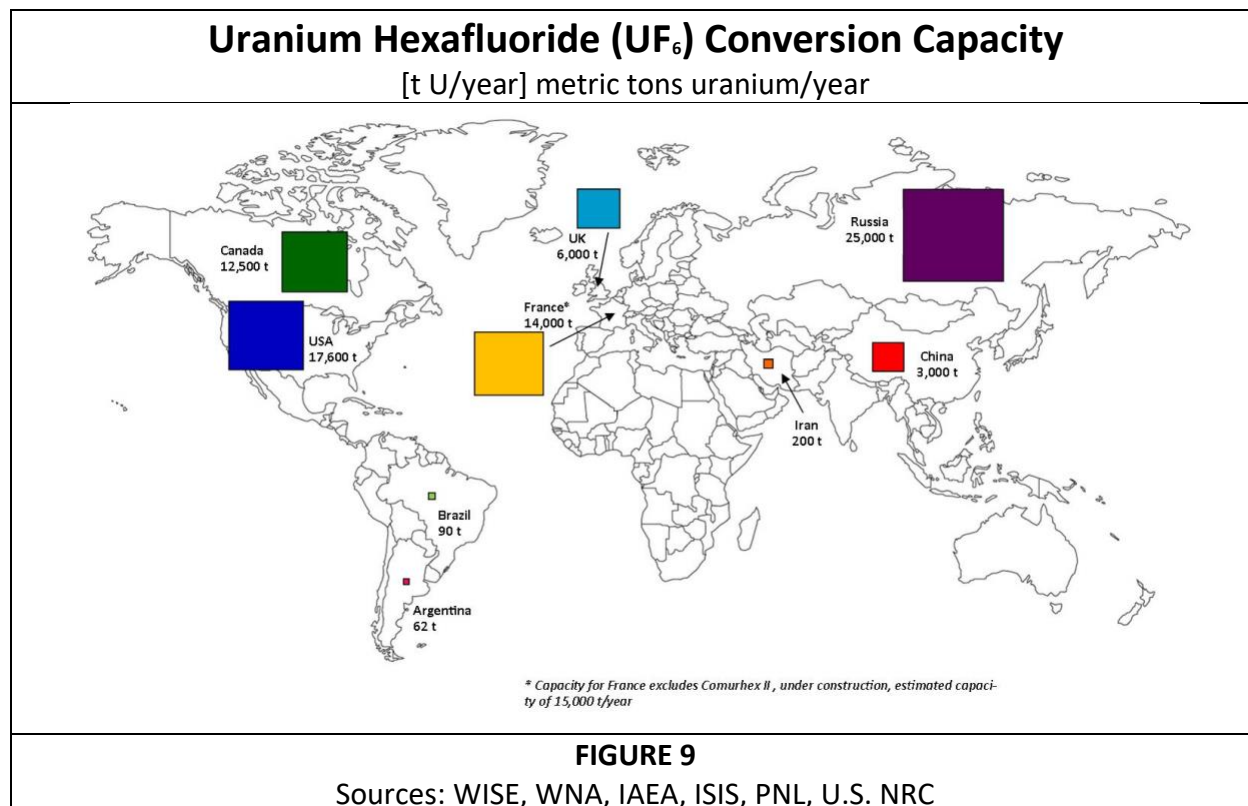 Uranium Hexafluoride (UF₆) Conversion Capacity
[t U/year] metric tons uranium/year
Canada
12,500 t
USA
17,600 t
UK
6,000 t
France*
14,000 t
Russia
25,000 t
China
3,000 t
Iran
200 t
Brazil
90 t
Argentina
62 t
* Capacity for France excludes Comurhex II , under construction, estimated capaci-
ty of 15,000 t/year
FIGURE 9
Sources: WISE, WNA, IAEA, ISIS, PNL, U.S. NRC